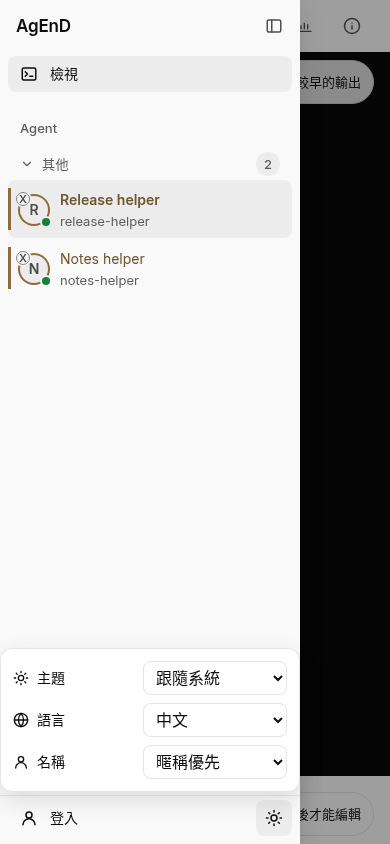 AgEnD
檢視
較早的輸出
Agent
其他
2
X
R
Release helper
release-helper
X
N
Notes helper
notes-helper
主題
跟隨系統
語言
中文
名稱
暱稱優先
登入
後才能編輯